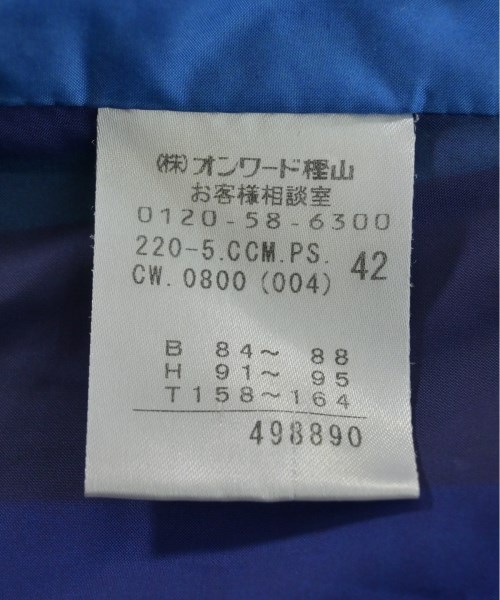 (株)オンワード樫山
お客様相談室
0120-58-6300
220-5.CCM.PS.
CW.0800(004) 42
B 84～ 88
H 91～ 95
T158～164
498890